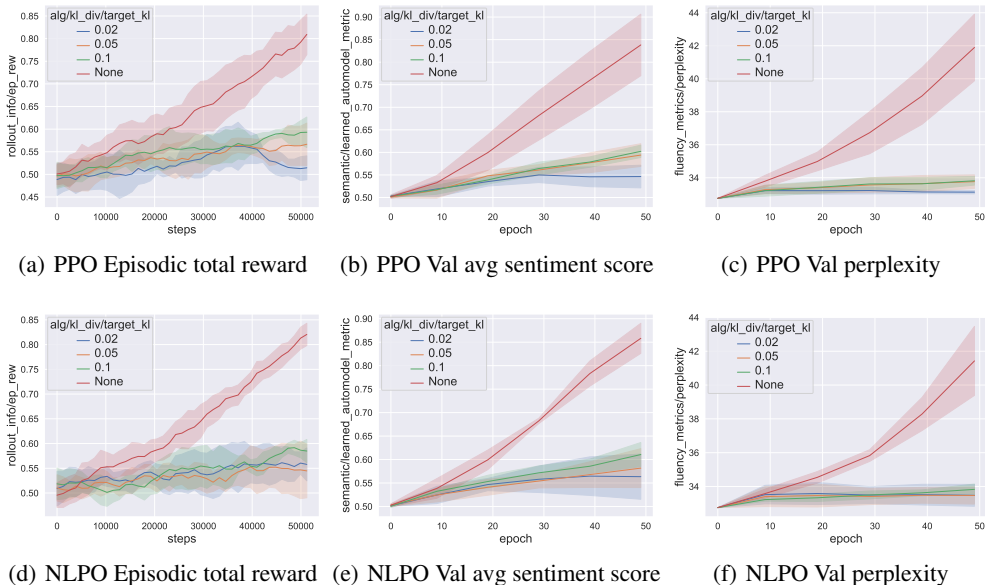 alg/kl_div/target_kl
0.02
0.05
0.1
None
rollout_info/ep_rew
0.85
0.80
0.75
0.70
0.65
0.60
0.55
0.50
0.45
0 10000 20000 30000 40000 50000
steps
(a) PPO Episodic total reward
alg/kl_div/target_kl
0.02
0.05
0.1
None
semantic/learned_automodel_metric
0.90
0.85
0.80
0.75
0.70
0.65
0.60
0.55
0.50
0 10 20 30 40 50
epoch
(b) PPO Val avg sentiment score
alg/kl_div/target_kl
0.02
0.05
0.1
None
fluency_metrics/perplexity
44
42
40
38
36
34
0 10 20 30 40 50
epoch
(c) PPO Val perplexity
alg/kl_div/target_kl
0.02
0.05
0.1
None
rollout_info/ep_rew
0.85
0.80
0.75
0.70
0.65
0.60
0.55
0.50
0 10000 20000 30000 40000 50000
steps
(d) NLPO Episodic total reward
alg/kl_div/target_kl
0.02
0.05
0.1
None
semantic/learned_automodel_metric
0.90
0.85
0.80
0.75
0.70
0.65
0.60
0.55
0.50
0 10 20 30 40 50
epoch
(e) NLPO Val avg sentiment score
alg/kl_div/target_kl
0.02
0.05
0.1
None
fluency_metrics/perplexity
44
42
40
38
36
34
0 10 20 30 40 50
epoch
(f) NLPO Val perplexity